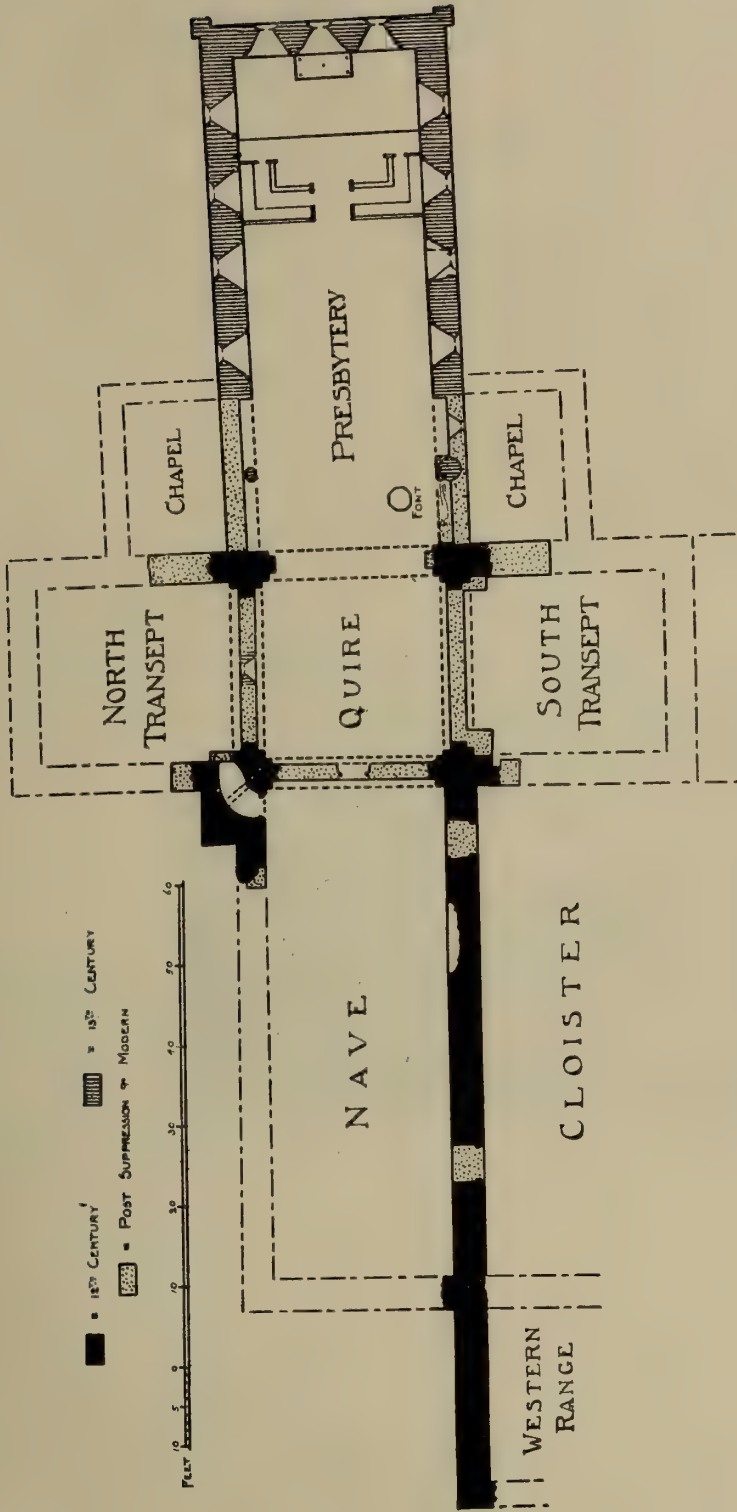 ■ = 12TH CENTURY
▥ = 13TH CENTURY
= POST SUPPRESSION & MODERN
FEET 10 5 0 10 20 30 40 50 60
NORTH
TRANSEPT
CHAPEL
NAVE
QUIRE
PRESBYTERY
FONT
CHAPEL
SOUTH
TRANSEPT
CLOISTER
WESTERN
RANGE